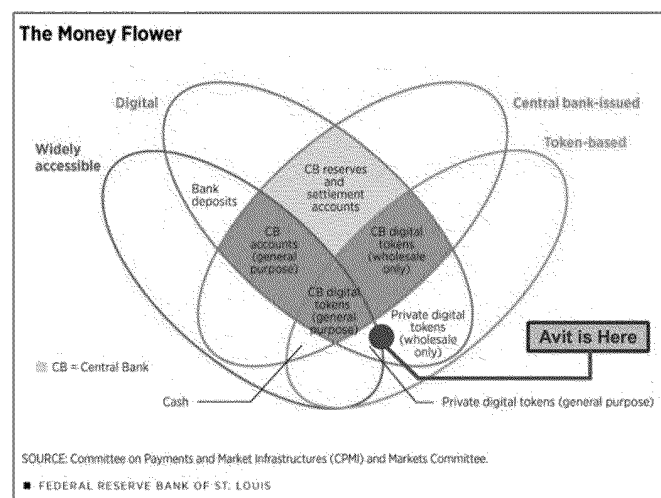 The Money Flower
Digital
Central bank-issued
Token-based
Widely
accessible
Bank
deposits
CB reserves
and
settlement
accounts
CB
accounts
(general
purpose)
CB digital
tokens
(wholesale
only)
CB digital
tokens
(general
purpose)
Private digital
tokens
(wholesale
only)
Avit is Here
CB = Central Bank
Cash
Private digital tokens (general purpose)
SOURCE: Committee on Payments and Market Infrastructures (CPMI) and Markets Committee.
FEDERAL RESERVE BANK OF ST. LOUIS